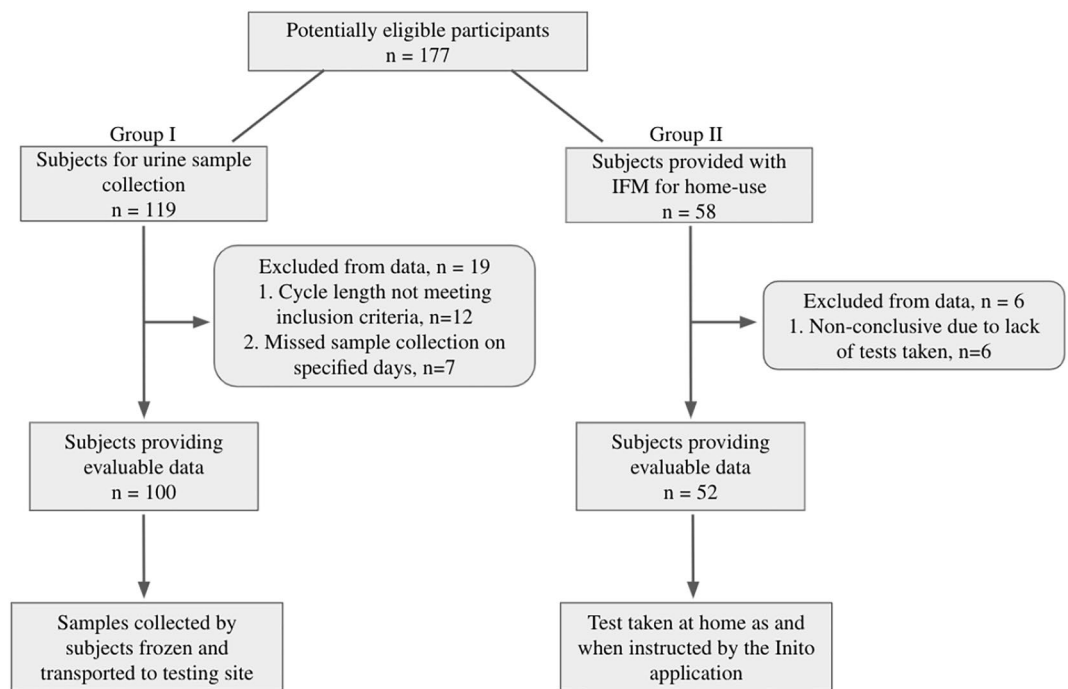 Potentially eligible participants
n = 177
Group I
Subjects for urine sample
collection
n = 119
Group II
Subjects provided with
IFM for home-use
n = 58
Excluded from data, n = 19
1. Cycle length not meeting
inclusion criteria, n=12
2. Missed sample collection on
specified days, n=7
Excluded from data, n = 6
1. Non-conclusive due to lack
of tests taken, n=6
Subjects providing
evaluable data
n = 100
Subjects providing
evaluable data
n = 52
Samples collected by
subjects frozen and
transported to testing site
Test taken at home as and
when instructed by the Inito
application